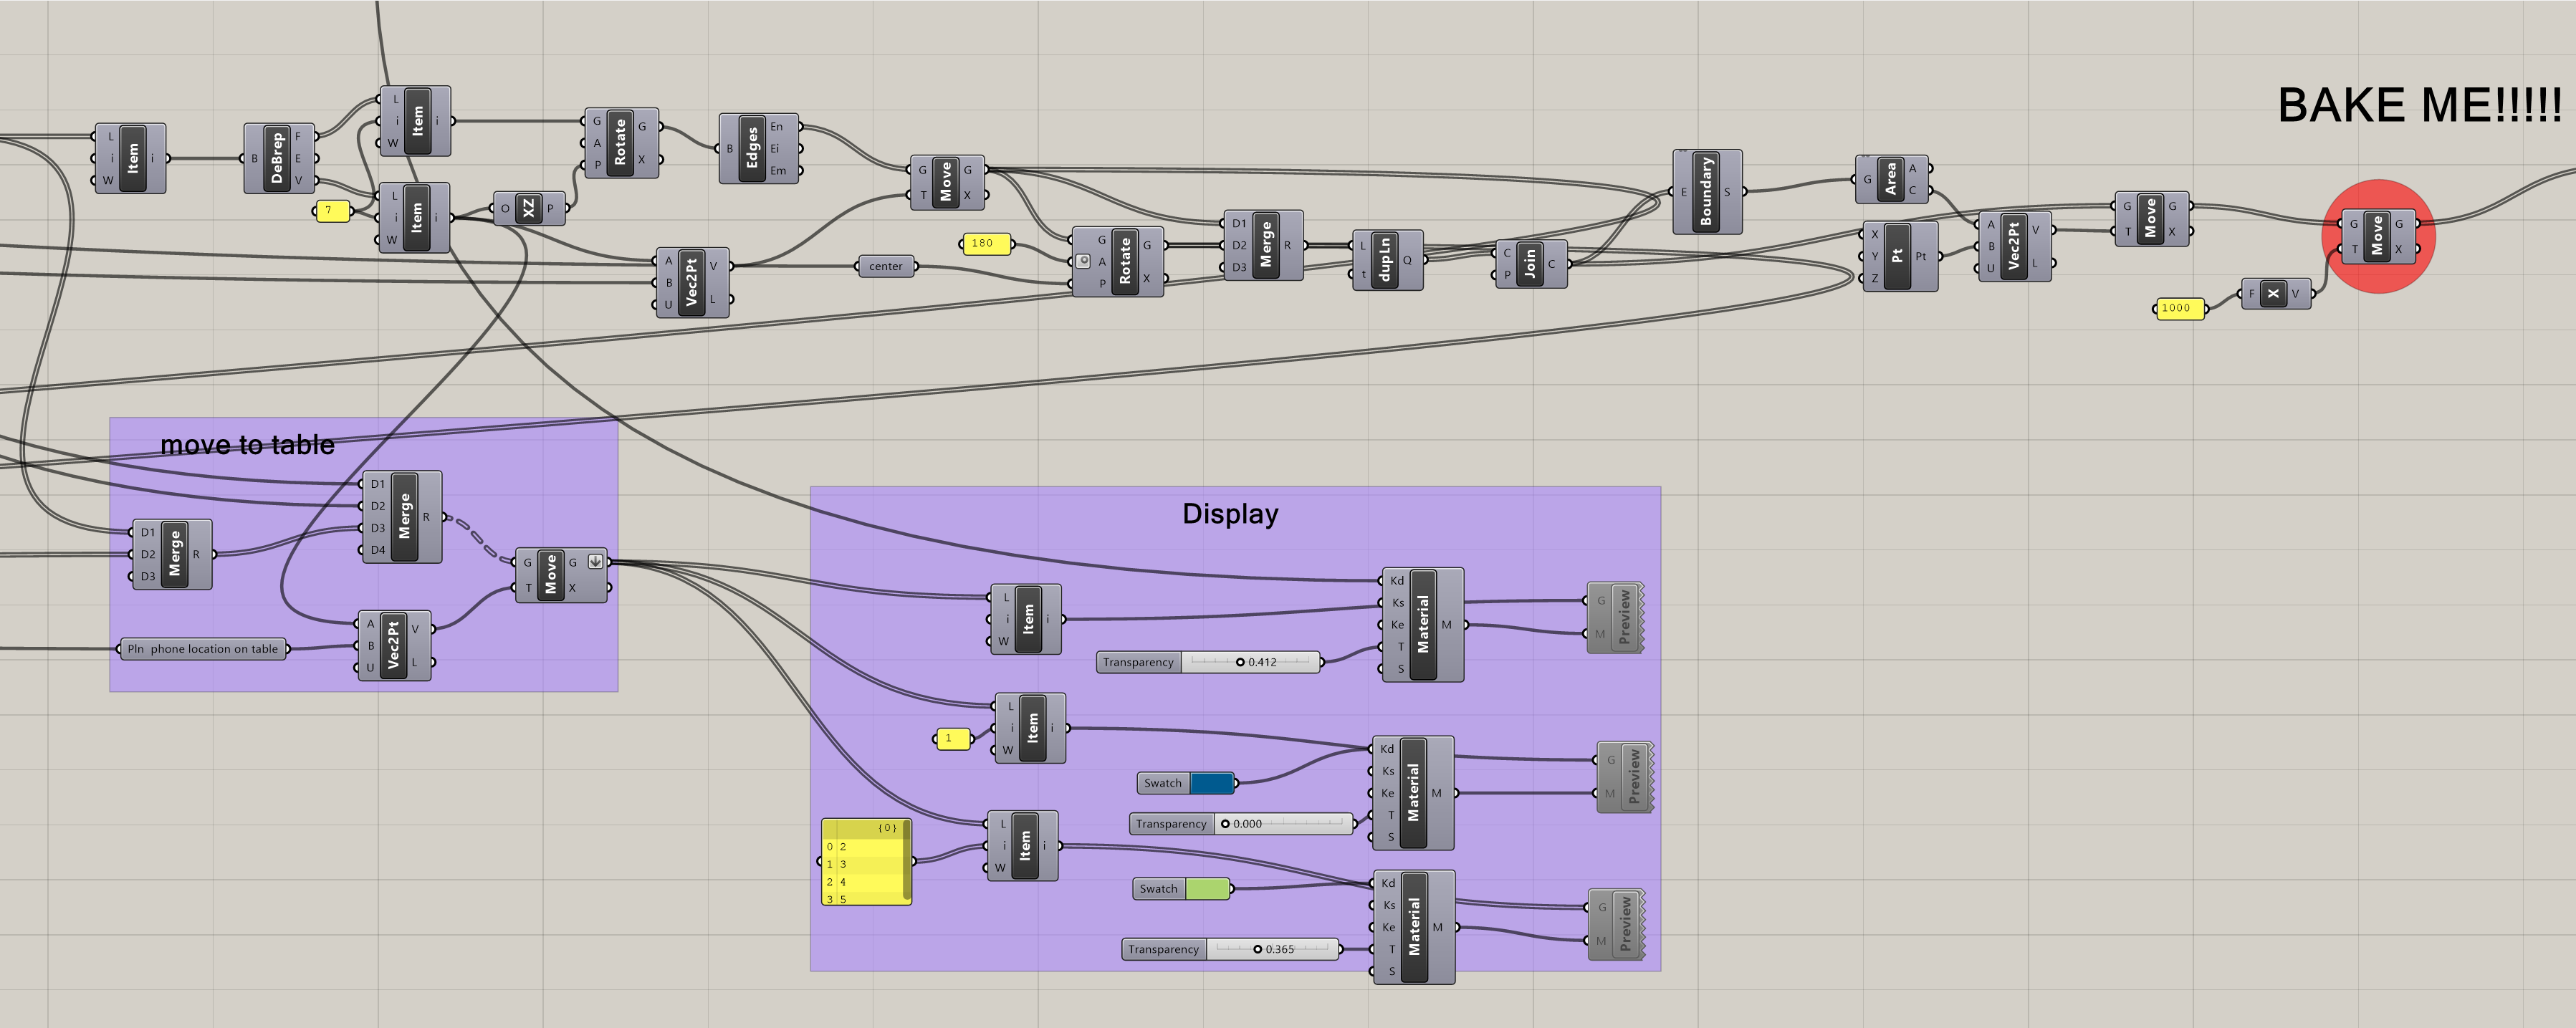 BAKE ME!!!!!
L
i
W
Item
i
B
DeBrep
F
E
V
7
L
i
W
Item
i
L
i
W
Item
i
O
XZ
P
G
A
P
Rotate
G
X
B
Edges
En
Ei
Em
A
B
U
Vec2Pt
V
L
center
G
T
Move
G
X
180
G
A
P
Rotate
G
X
D1
D2
D3
Merge
R
L
t
dupLn
Q
C
P
Join
C
E
Boundary
S
G
Area
A
C
X
Y
Z
Pt
Pt
A
B
U
Vec2Pt
V
L
G
T
Move
G
X
1000
F
X
V
G
T
Move
G
X
move to table
D1
D2
D3
Merge
R
D1
D2
D3
D4
Merge
R
Pln phone location on table
A
B
U
Vec2Pt
V
L
G
T
Move
G
X
Display
L
i
W
Item
i
Transparency 0.412
Kd
Ks
Ke
T
S
Material
M
G
M
Preview
1
L
i
W
Item
i
Swatch
Transparency 0.000
Kd
Ks
Ke
T
S
Material
M
G
M
Preview
{0}
0 2
1 3
2 4
3 5
L
i
W
Item
i
Swatch
Transparency 0.365
Kd
Ks
Ke
T
S
Material
M
G
M
Preview